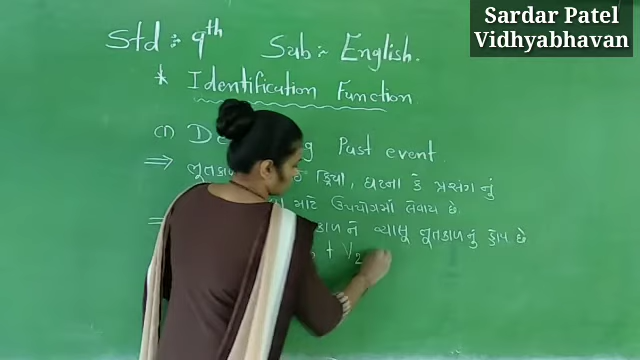 Sardar Patel
Vidhyabhavan
Std : 9th Sub :- English.
* Identification Function
(1) De g Past event.
⇒ ભૂતકાળ ક્રિયા, ઘટના કે પ્રસંગ નું
માટે ઉપયોગમાં લેવાય છે.
ચાલુ ભૂતકાળનું રૂપ છે
+ V2